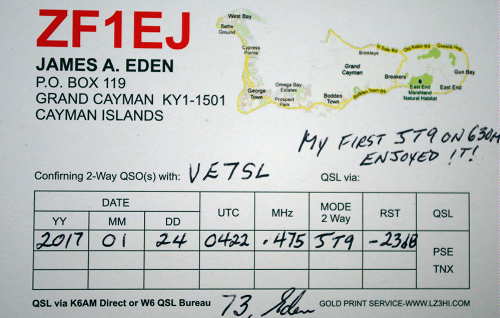 ZF1EJ
JAMES A. EDEN
P.O. BOX 119
GRAND CAYMAN KY1-1501
CAYMAN ISLANDS
West Bay
Cypress Pointe
George Town
Omega Bay Estates
Prospect Park
Grand Cayman
Bodden Town
Breakers
East End
Gun Bay
MY FIRST JT9 ON 630M
ENJOYED IT!
Confirming 2-Way QSO(s) with: VE7SL QSL via:
DATE UTC MHz MODE 2 Way RST QSL
YY MM DD
2017 01 24 0422 .475 JT9 -23dB PSE
TNX
QSL via K6AM Direct or W6 QSL Bureau 73, Eden GOLD PRINT SERVICE-WWW.LZ3HI.COM